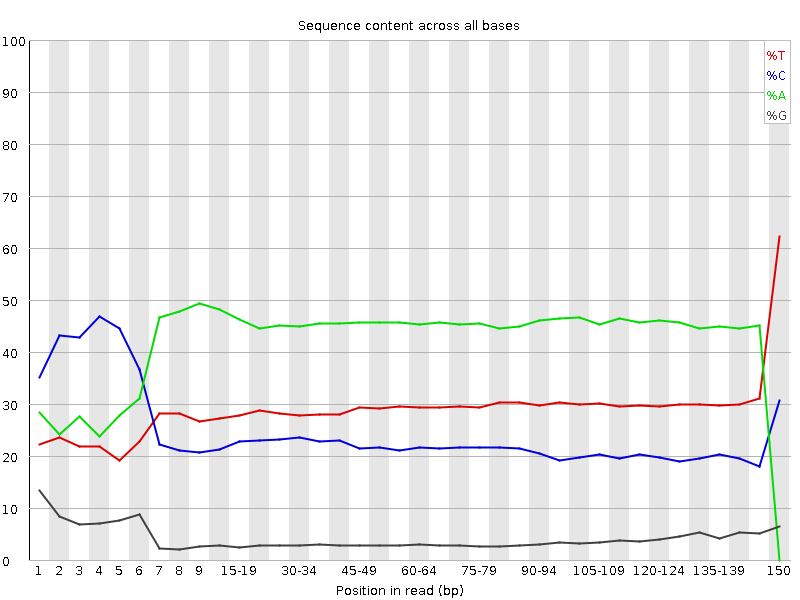 Sequence content across all bases
100
90
80
70
60
50
40
30
20
10
0
%T
%C
%A
%G
1 2 3 4 5 6 7 8 9 15-19 30-34 45-49 60-64 75-79 90-94 105-109 120-124 135-139 150
Position in read (bp)